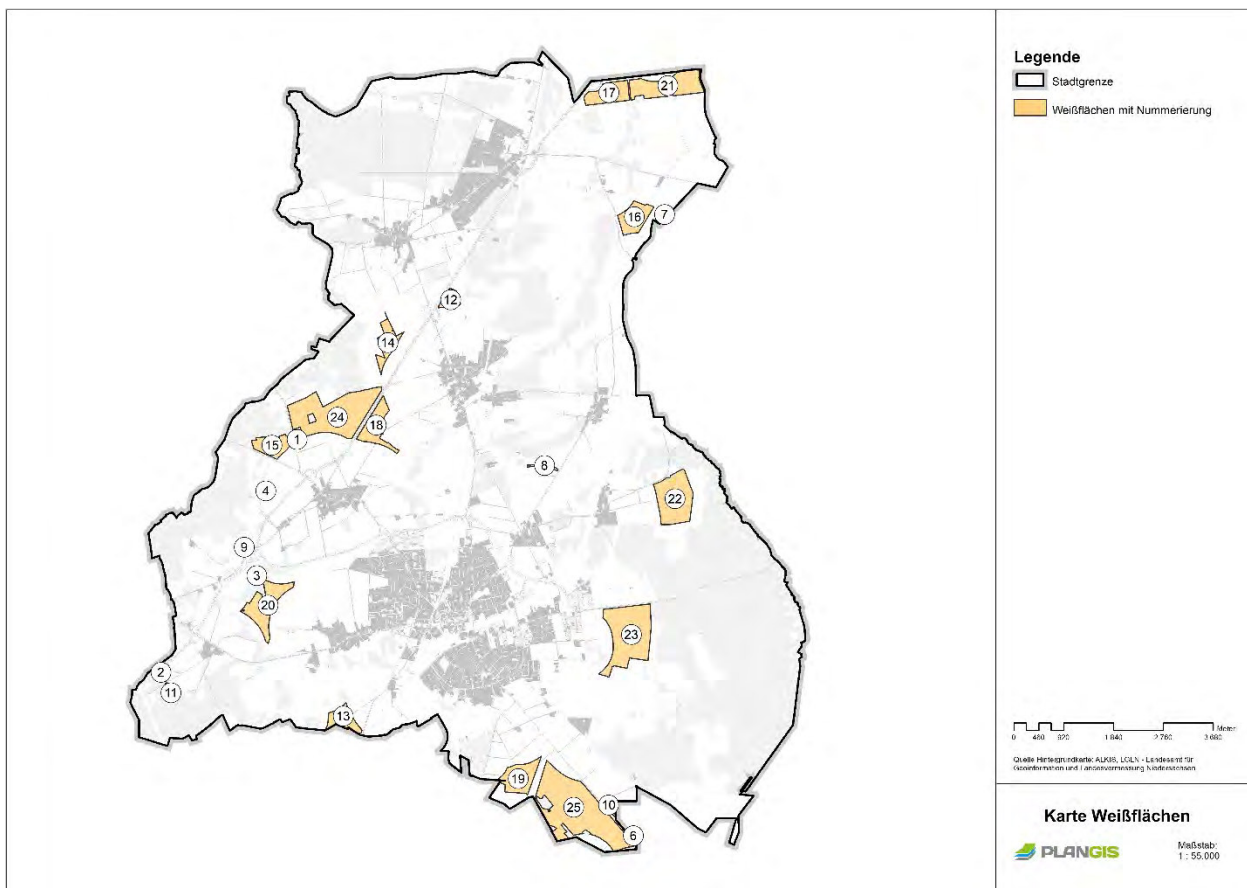 17
21
16
7
12
14
24
18
15
1
8
4
22
9
3
20
23
2
11
13
19
25
10
6
Legende
Stadtgrenze
Weißflächen mit Nummerierung
0 460 920 1.840 2.760 3.680 Meter
Quelle Hintergrundkarte: ALKIS, LGLN - Landesamt für
Geoinformation und Landesvermessung Niedersachsen
Karte Weißflächen
PLANGIS
Maßstab:
1 : 55.000